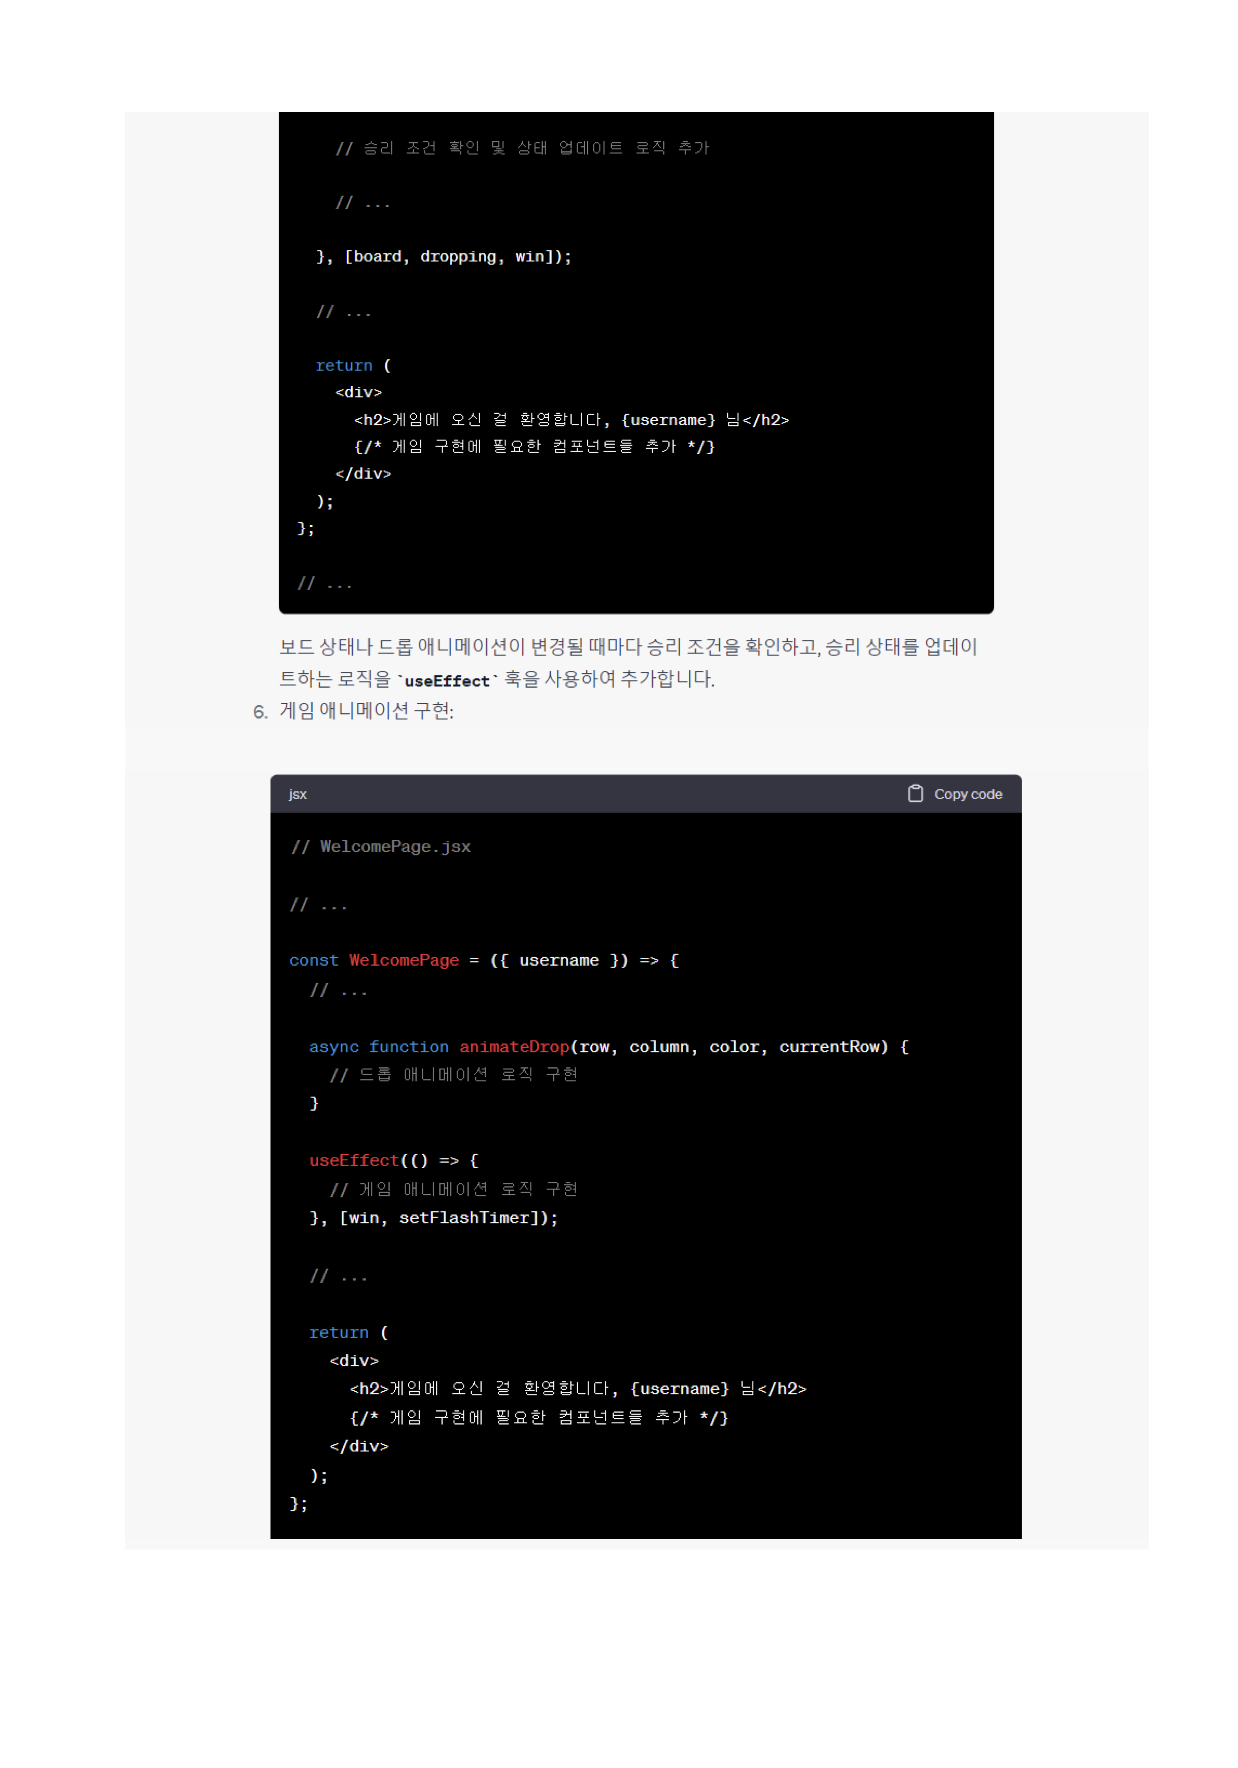 // 승리 조건 확인 및 상태 업데이트 로직 추가
// ...
}, [board, dropping, win]);
// ...
return (
<div>
<h2>게임에 오신 걸 환영합니다, {username} 님</h2>
{/* 게임 구현에 필요한 컴포넌트들 추가 */}
</div>
);
};
// ...
보드 상태나 드롭 애니메이션이 변경될 때마다 승리 조건을 확인하고, 승리 상태를 업데이
트하는 로직을 `useEffect` 훅을 사용하여 추가합니다.
6. 게임 애니메이션 구현:
jsx Copy code
// WelcomePage.jsx
// ...
const WelcomePage = ({ username }) => {
// ...
async function animateDrop(row, column, color, currentRow) {
// 드롭 애니메이션 로직 구현
}
useEffect(() => {
// 게임 애니메이션 로직 구현
}, [win, setFlashTimer]);
// ...
return (
<div>
<h2>게임에 오신 걸 환영합니다, {username} 님</h2>
{/* 게임 구현에 필요한 컴포넌트들 추가 */}
</div>
);
};